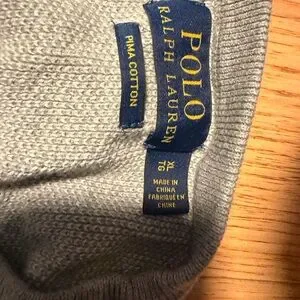 POLO
RALPH LAUREN
PIMA COTTON
XL
TG
MADE IN
CHINA
FABRIQUÉ EN
CHINE